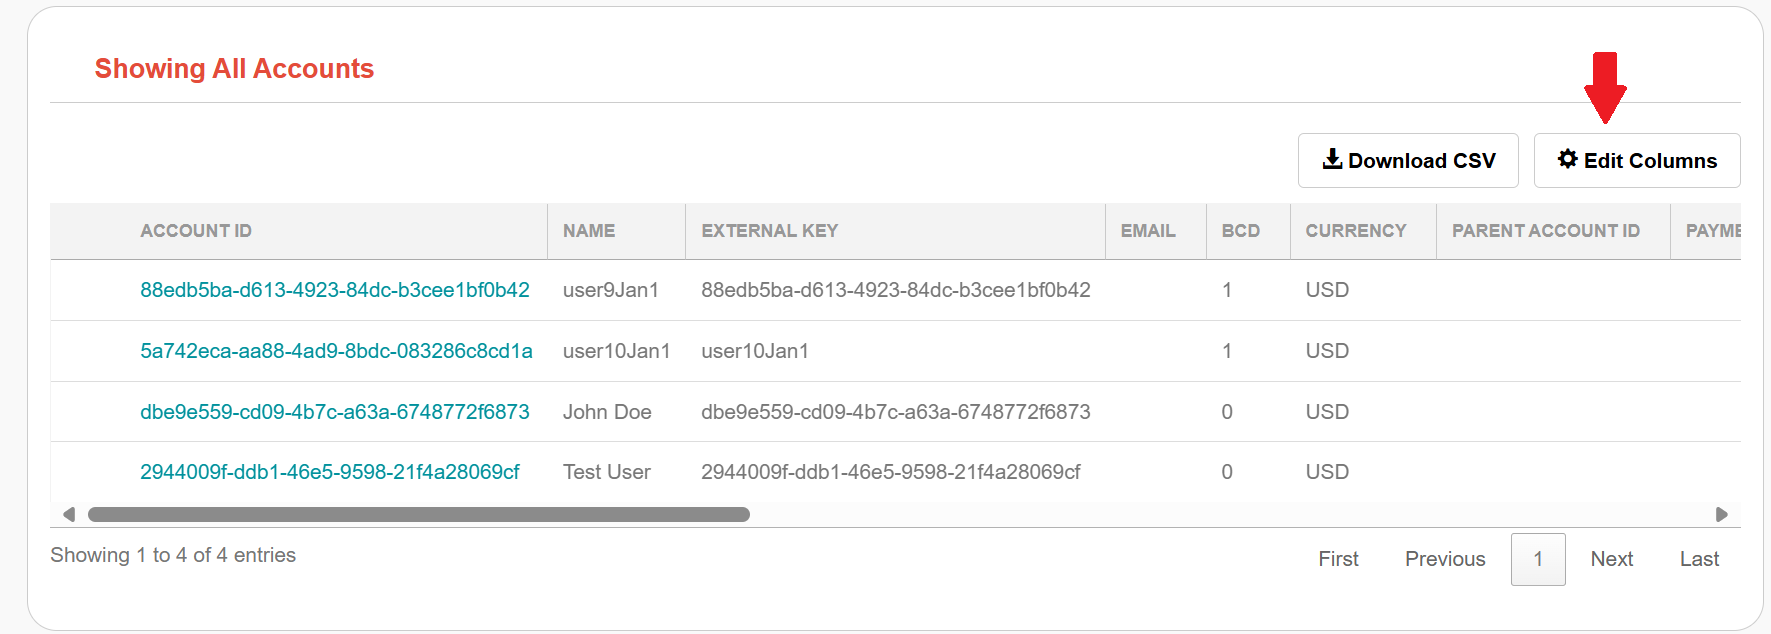 Showing All Accounts
Download CSV Edit Columns
ACCOUNT ID NAME EXTERNAL KEY EMAIL BCD CURRENCY PARENT ACCOUNT ID PAYME
88edb5ba-d613-4923-84dc-b3cee1bf0b42 user9Jan1 88edb5ba-d613-4923-84dc-b3cee1bf0b42 1 USD
5a742eca-aa88-4ad9-8bdc-083286c8cd1a user10Jan1 user10Jan1 1 USD
dbe9e559-cd09-4b7c-a63a-6748772f6873 John Doe dbe9e559-cd09-4b7c-a63a-6748772f6873 0 USD
2944009f-ddb1-46e5-9598-21f4a28069cf Test User 2944009f-ddb1-46e5-9598-21f4a28069cf 0 USD
Showing 1 to 4 of 4 entries First Previous 1 Next Last